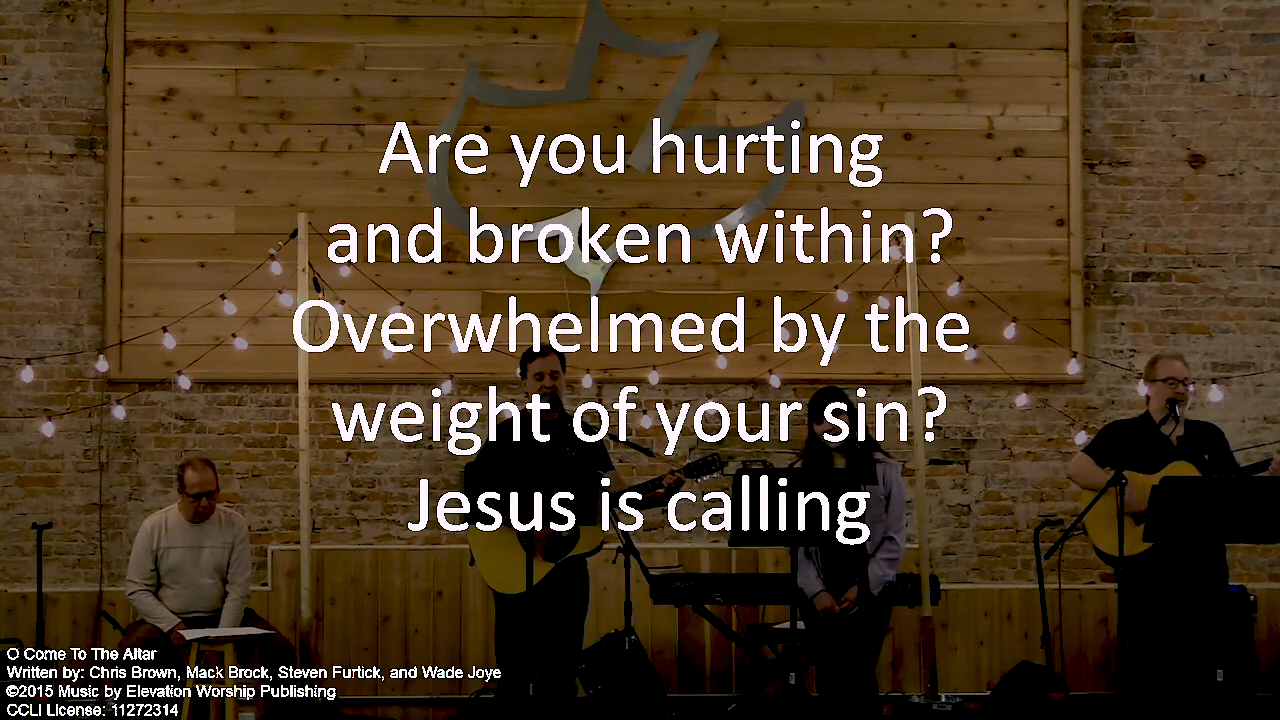 Are you hurting
and broken within?
Overwhelmed by the
weight of your sin?
Jesus is calling
O Come To The Altar
Written by: Chris Brown, Mack Brock, Steven Furtick, and Wade Joye
©2015 Music by Elevation Worship Publishing
CCLI License: 11272314